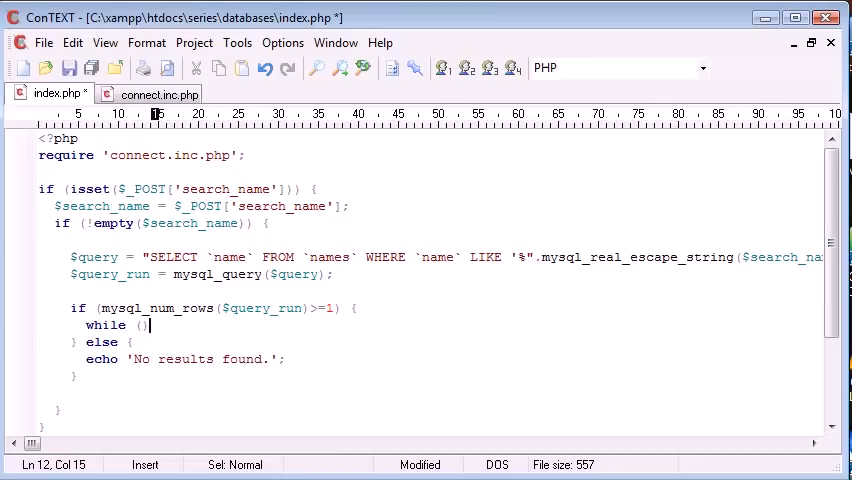 ConTEXT - [C:\xampp\htdocs\series\databases\index.php *]
File Edit View Format Project Tools Options Window Help
1 2 3 4 PHP
index.php * connect.inc.php
5 10 15 20 25 30 35 40 45 50 55 60 65 70 75 80 85 90 95 10
<?php
require 'connect.inc.php';
if (isset($_POST['search_name'])) {
$search_name = $_POST['search_name'];
if (!empty($search_name)) {
$query = "SELECT `name` FROM `names` WHERE `name` LIKE '%".mysql_real_escape_string($search_na
$query_run = mysql_query($query);
if (mysql_num_rows($query_run)>=1) {
while ()
} else {
echo 'No results found.';
}
}
}
Ln 12, Col 15 Insert Sel: Normal Modified DOS File size: 557